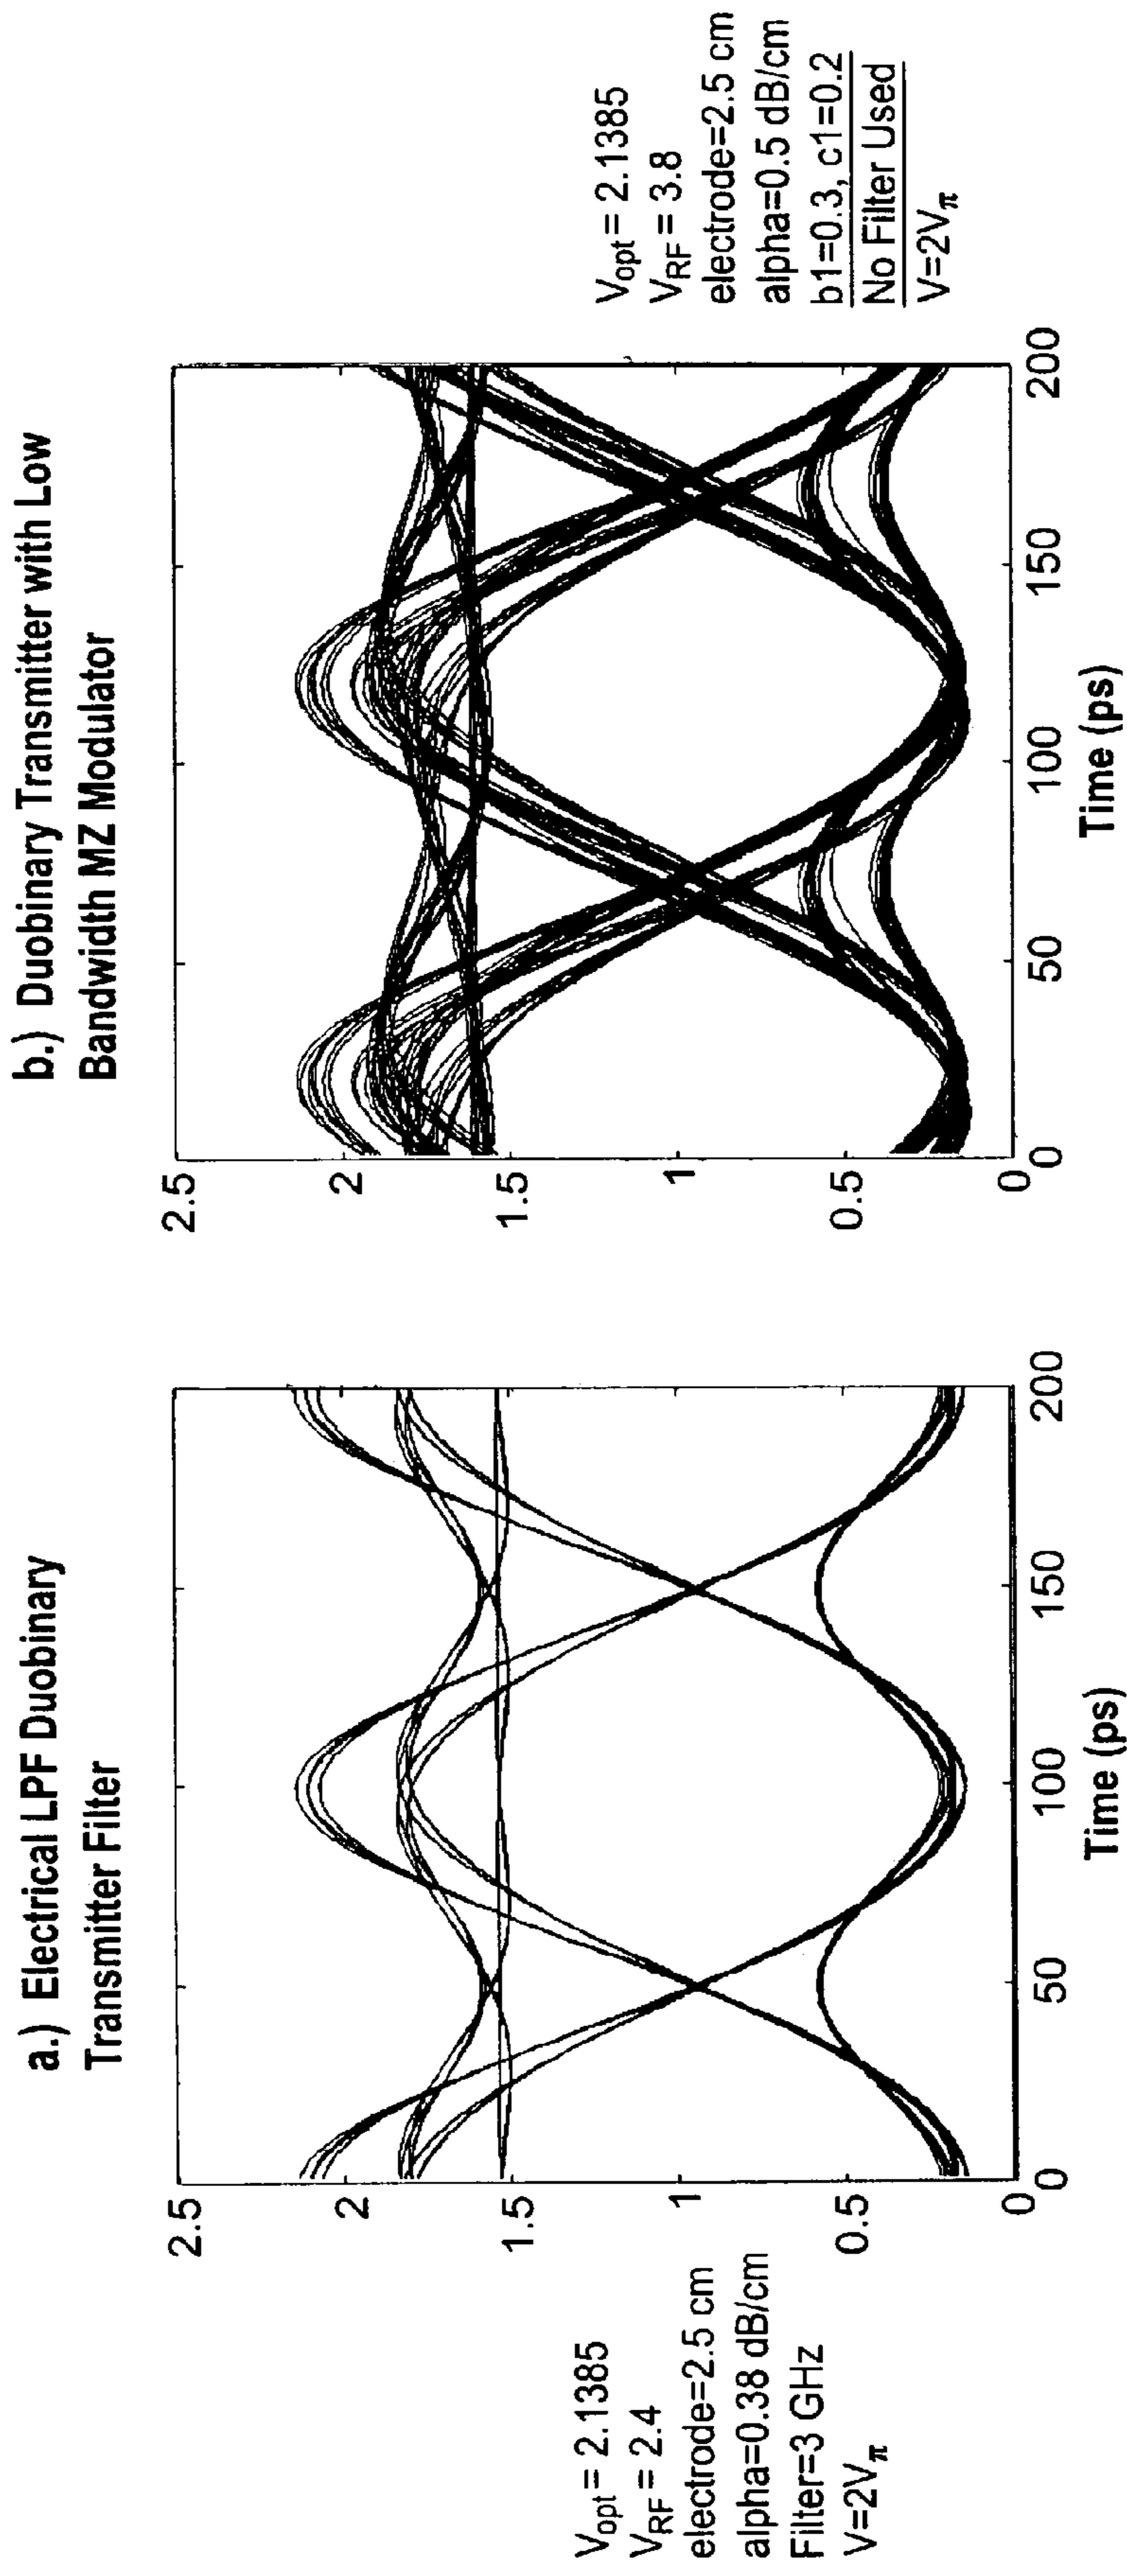 a.) Electrical LPF Duobinary
Transmitter Filter
V_opt = 2.1385
V_RF = 2.4
electrode=2.5 cm
alpha=0.38 dB/cm
Filter=3 GHz
V=2V_π
2.5
2
1.5
1
0.5
0
0 50 100 150 200
Time (ps)
b.) Duobinary Transmitter with Low
Bandwidth MZ Modulator
2.5
2
1.5
1
0.5
0
0 50 100 150 200
Time (ps)
V_opt = 2.1385
V_RF = 3.8
electrode=2.5 cm
alpha=0.5 dB/cm
b1=0.3, c1=0.2
No Filter Used
V=2V_π